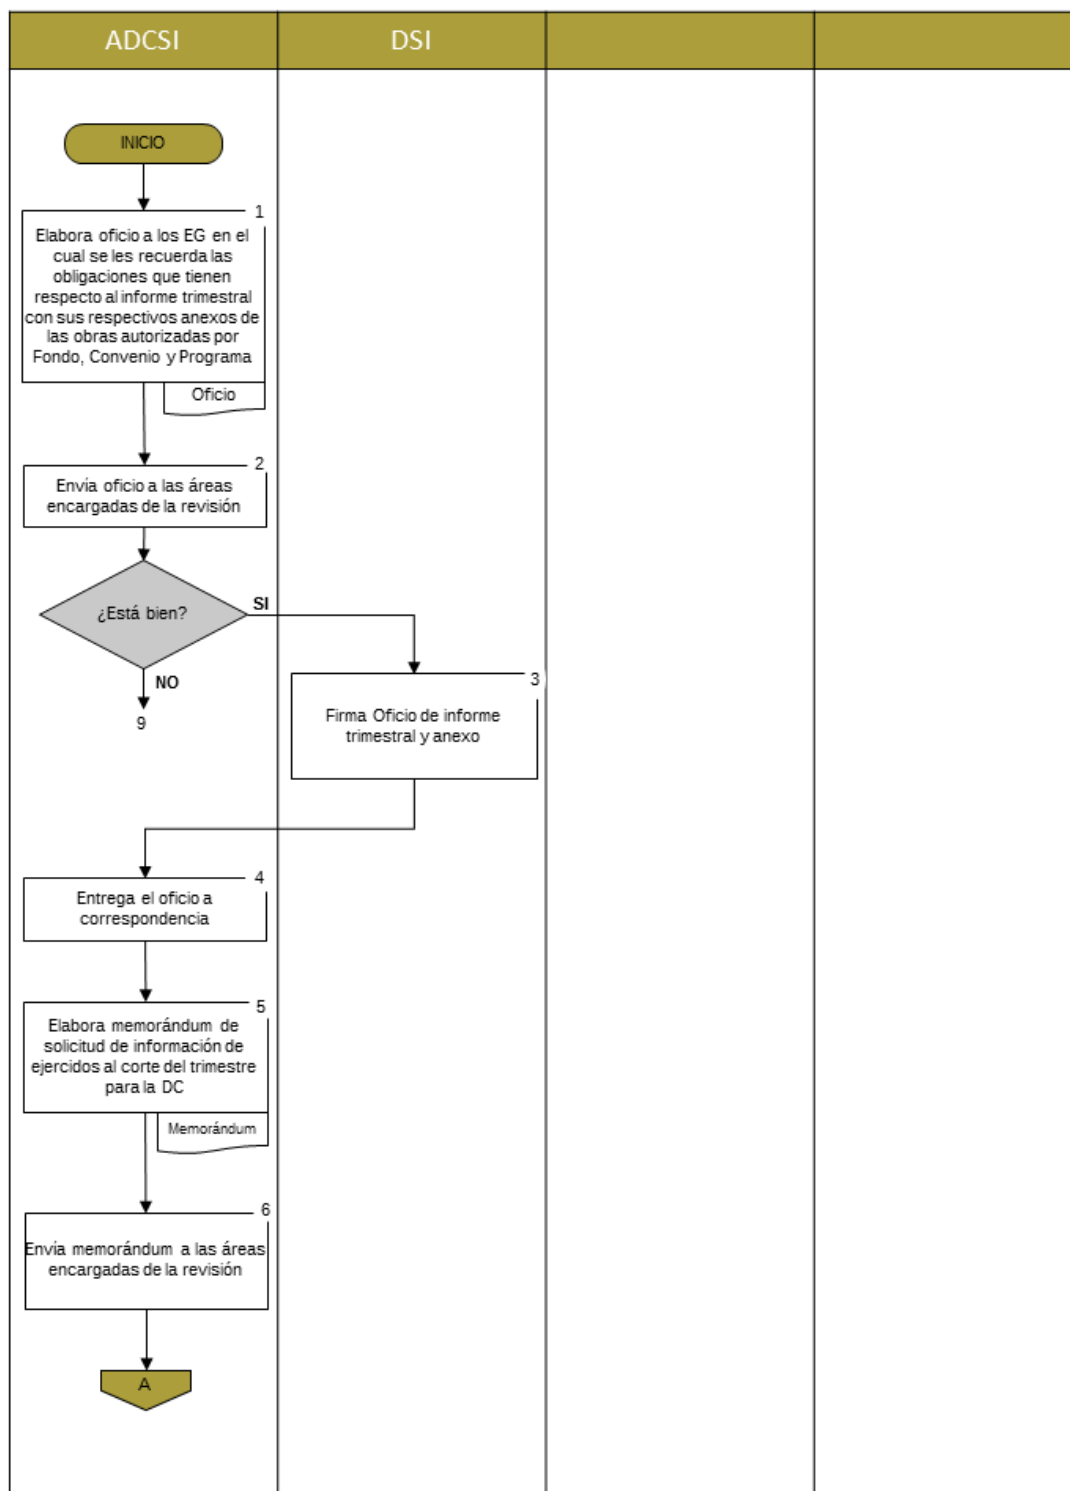 ADCSI
DSI
INICIO
1
Elabora oficio a los EG en el
cual se les recuerda las
obligaciones que tienen
respecto al informe trimestral
con sus respectivos anexos de
las obras autorizadas por
Fondo, Convenio y Programa
Oficio
2
Envía oficio a las áreas
encargadas de la revisión
¿Está bien?
SI
NO
9
3
Firma Oficio de informe
trimestral y anexo
4
Entrega el oficio a
correspondencia
5
Elabora memorándum de
solicitud de información de
ejercidos al corte del trimestre
para la DC
Memorándum
6
Envía memorándum a las áreas
encargadas de la revisión
A